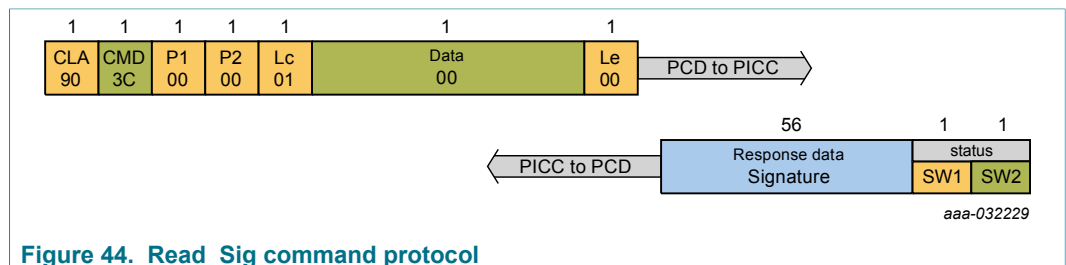 1 1 1 1 1 1 1
CLA CMD P1 P2 Lc Data Le
90 3C 00 00 01 00 00
PCD to PICC
56 1 1
PICC to PCD
Response data status
Signature SW1 SW2
aaa-032229
Figure 44. Read_Sig command protocol